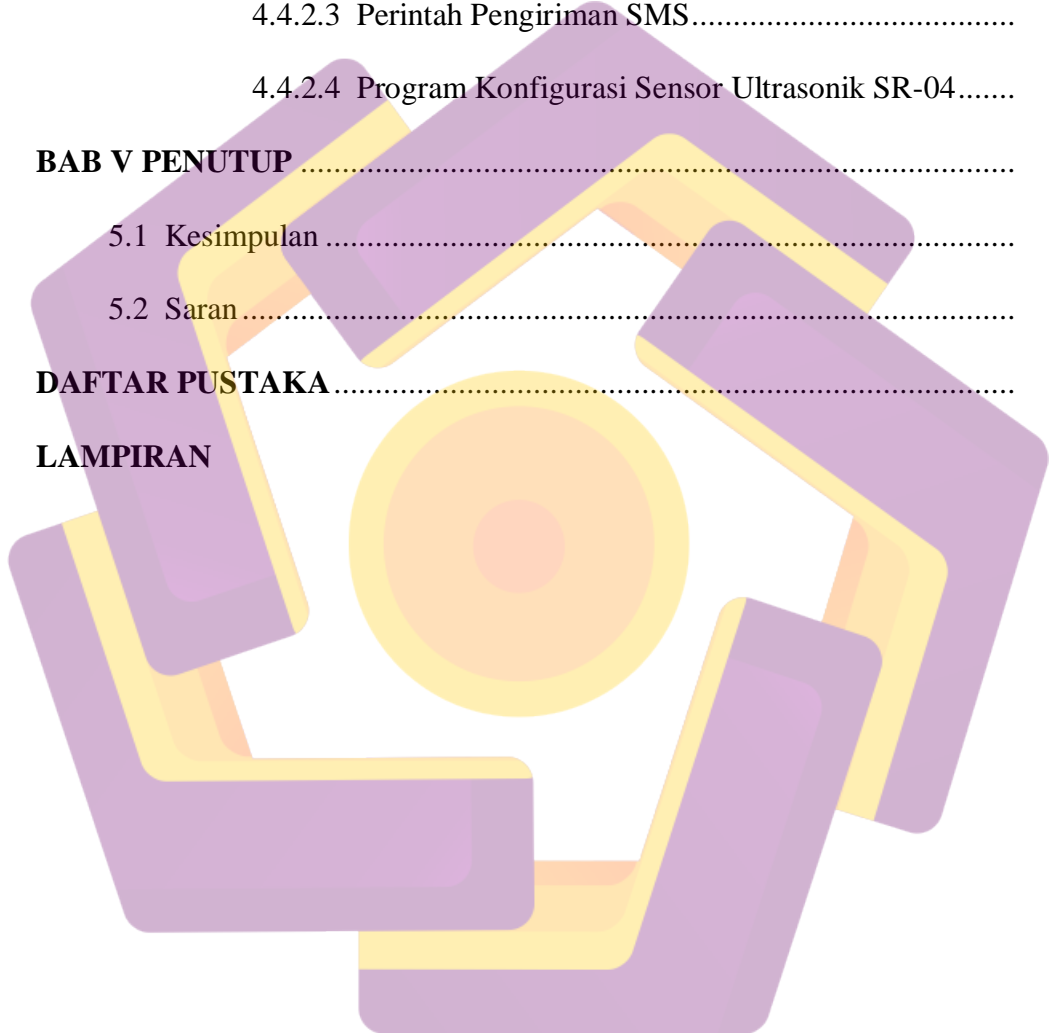 4.4.2.3 Perintah Pengiriman SMS........................................
4.4.2.4 Program Konfigurasi Sensor Ultrasonik SR-04.......
BAB V PENUTUP .........................................................................................
5.1 Kesimpulan ......................................................................................
5.2 Saran ................................................................................................
DAFTAR PUSTAKA .....................................................................................
LAMPIRAN